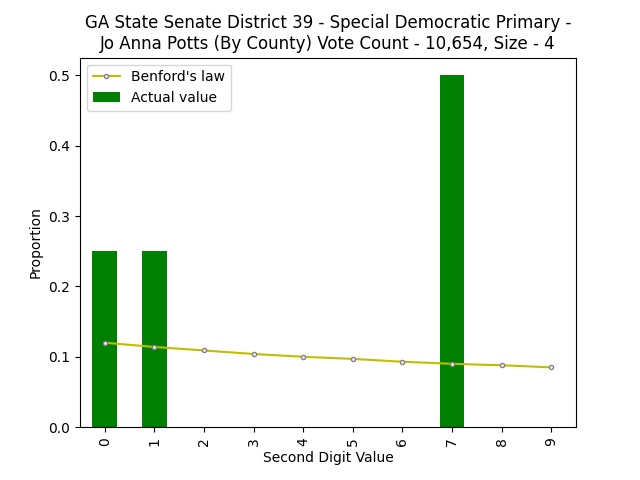 GA State Senate District 39 - Special Democratic Primary -
Jo Anna Potts (By County) Vote Count - 10,654, Size - 4
Benford's law
Actual value
Proportion
0.5
0.4
0.3
0.2
0.1
0.0
0 1 2 3 4 5 6 7 8 9
Second Digit Value